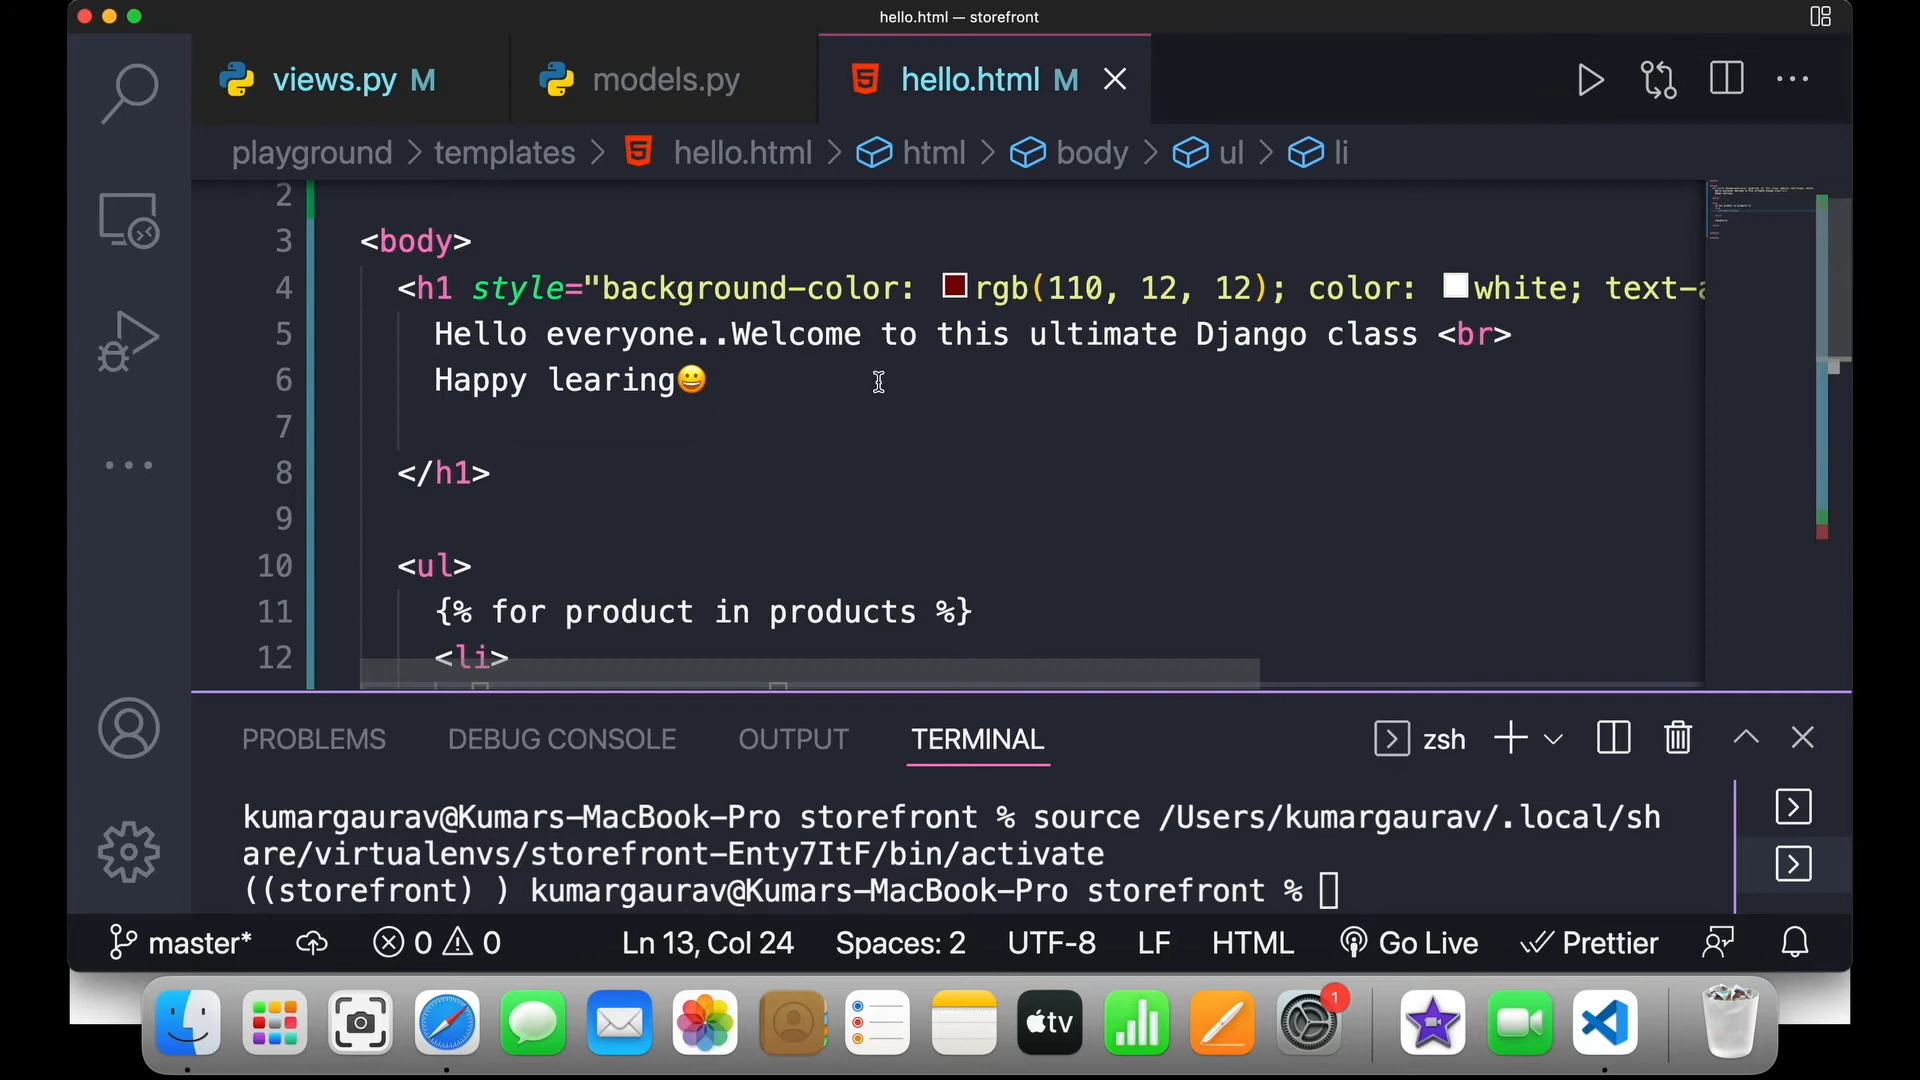 hello.html — storefront
views.py M models.py hello.html M
playground > templates > hello.html > html > body > ul > li
2
3 <body>
4 <h1 style="background-color: rgb(110, 12, 12); color: white; text-a
5 Hello everyone..Welcome to this ultimate Django class <br>
6 Happy learing😀
7
8 </h1>
9
10 <ul>
11 {% for product in products %}
12 <li>
PROBLEMS DEBUG CONSOLE OUTPUT TERMINAL zsh
kumargaurav@Kumars-MacBook-Pro storefront % source /Users/kumargaurav/.local/sh
are/virtualenvs/storefront-Enty7ItF/bin/activate
((storefront) ) kumargaurav@Kumars-MacBook-Pro storefront %
master* 0 0 Ln 13, Col 24 Spaces: 2 UTF-8 LF HTML Go Live Prettier
tv 1